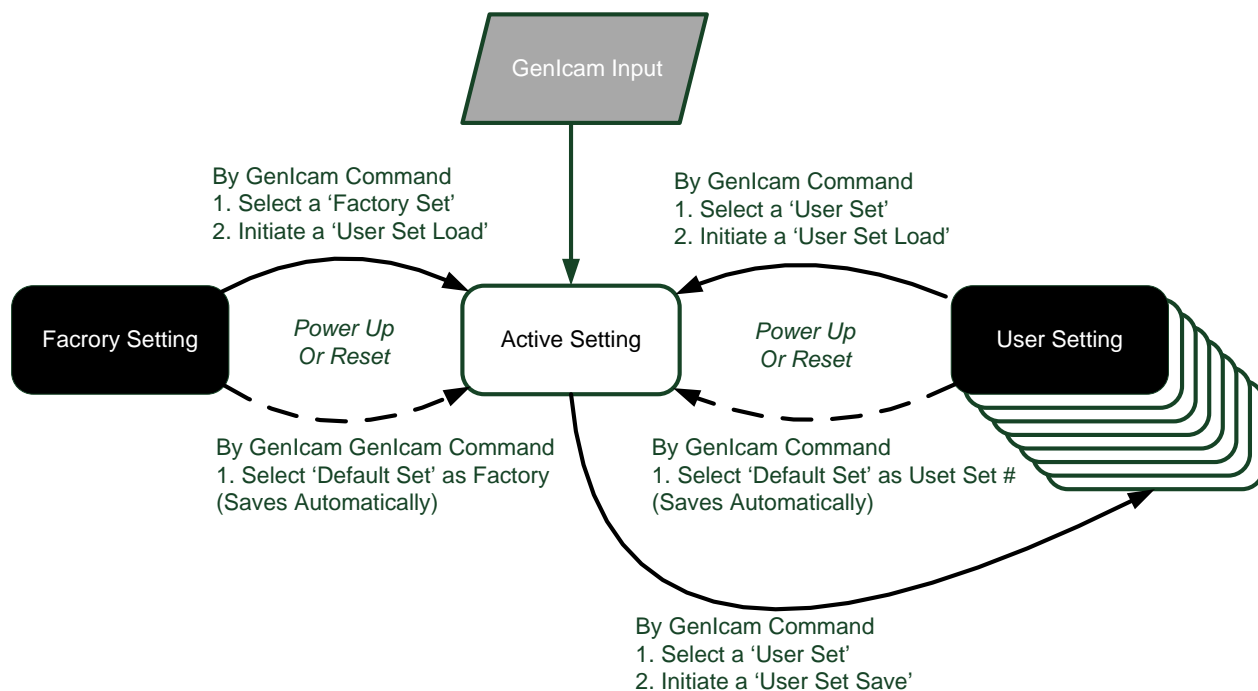 GenIcam Input
By GenIcam Command
1. Select a ‘Factory Set’
2. Initiate a ‘User Set Load’
By GenIcam Command
1. Select a ‘User Set’
2. Initiate a ‘User Set Load’
Facrory Setting
Power Up
Or Reset
Active Setting
Power Up
Or Reset
User Setting
By GenIcam GenIcam Command
1. Select ‘Default Set’ as Factory
(Saves Automatically)
By GenIcam Command
1. Select ‘Default Set’ as Uset Set #
(Saves Automatically)
By GenIcam Command
1. Select a ‘User Set’
2. Initiate a ‘User Set Save’